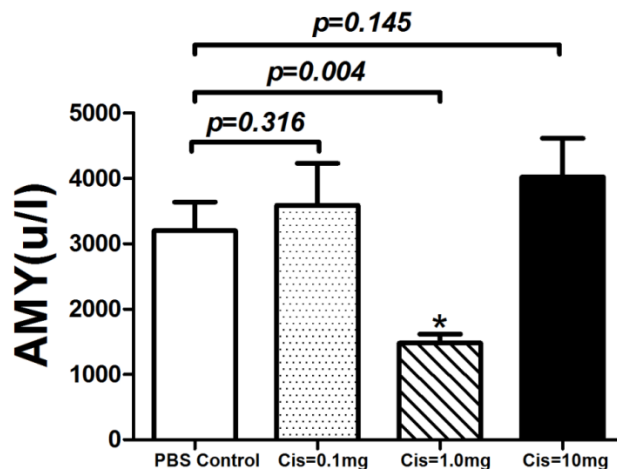 p=0.145
p=0.004
p=0.316
AMY(u/l)
5000
4000
3000
2000
1000
0
*
PBS Control Cis=0.1mg Cis=1.0mg Cis=10mg